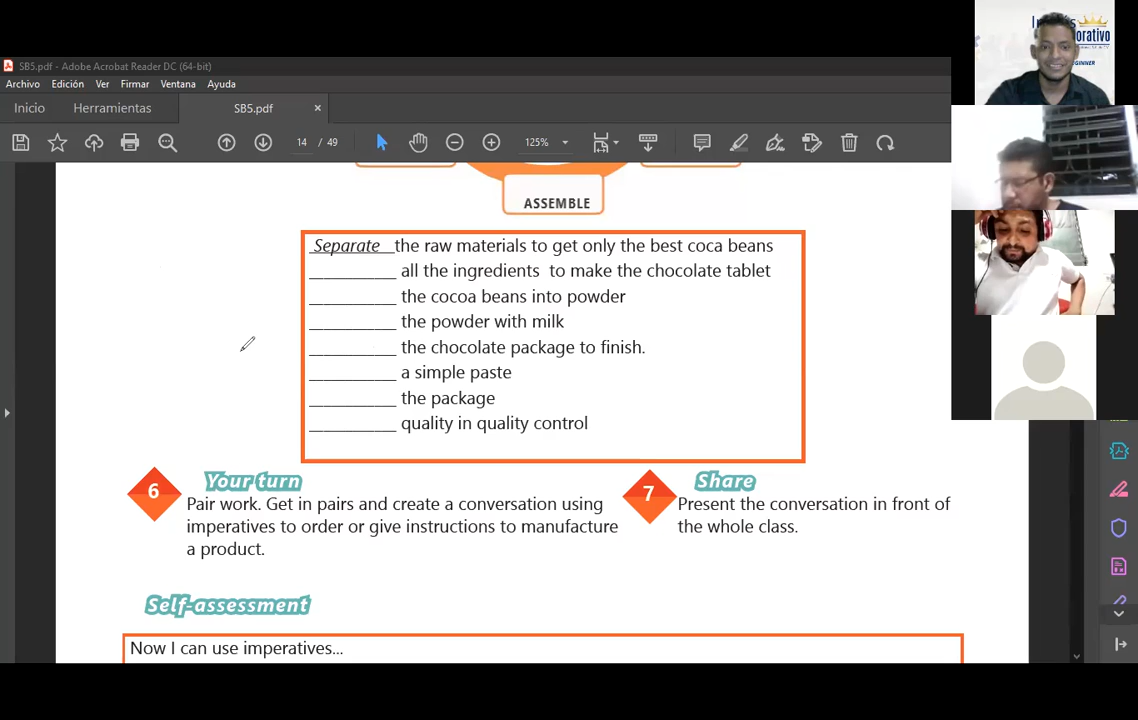 SB5.pdf - Adobe Acrobat Reader DC (64-bit)
Archivo Edición Ver Firmar Ventana Ayuda
Inicio Herramientas SB5.pdf ×
14 / 49 125%
ASSEMBLE
Separate the raw materials to get only the best coca beans
__________ all the ingredients to make the chocolate tablet
__________ the cocoa beans into powder
__________ the powder with milk
__________ the chocolate package to finish.
__________ a simple paste
__________ the package
__________ quality in quality control
6 Your turn
Pair work. Get in pairs and create a conversation using
imperatives to order or give instructions to manufacture
a product.
7 Share
Present the conversation in front of
the whole class.
Self-assessment
Now I can use imperatives...